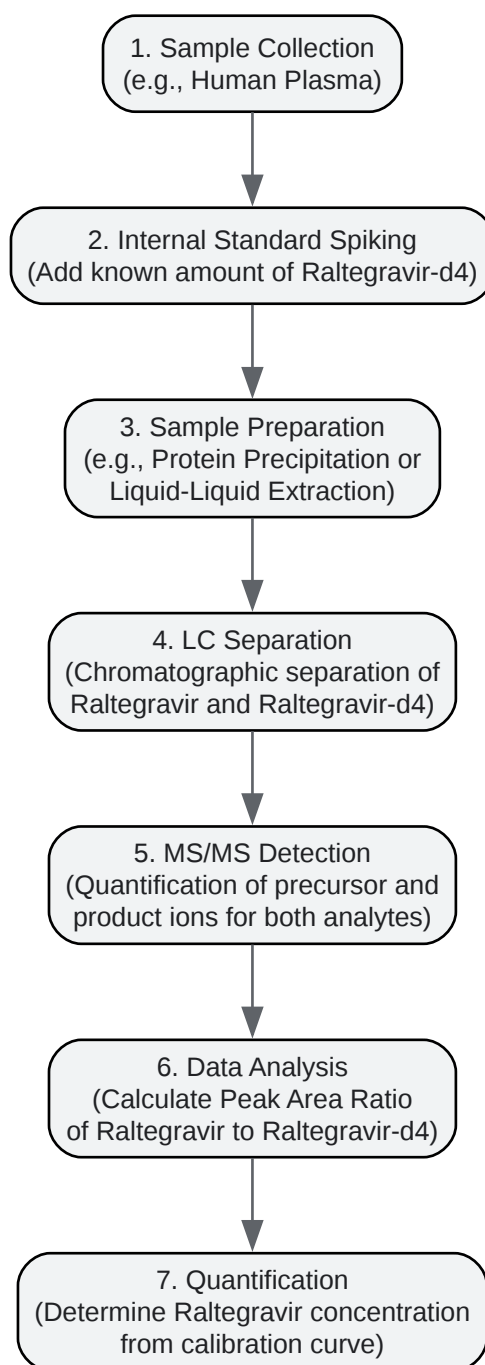 1. Sample Collection
(e.g., Human Plasma)
2. Internal Standard Spiking
(Add known amount of Raltegravir-d4)
3. Sample Preparation
(e.g., Protein Precipitation or
Liquid-Liquid Extraction)
4. LC Separation
(Chromatographic separation of
Raltegravir and Raltegravir-d4)
5. MS/MS Detection
(Quantification of precursor and
product ions for both analytes)
6. Data Analysis
(Calculate Peak Area Ratio
of Raltegravir to Raltegravir-d4)
7. Quantification
(Determine Raltegravir concentration
from calibration curve)